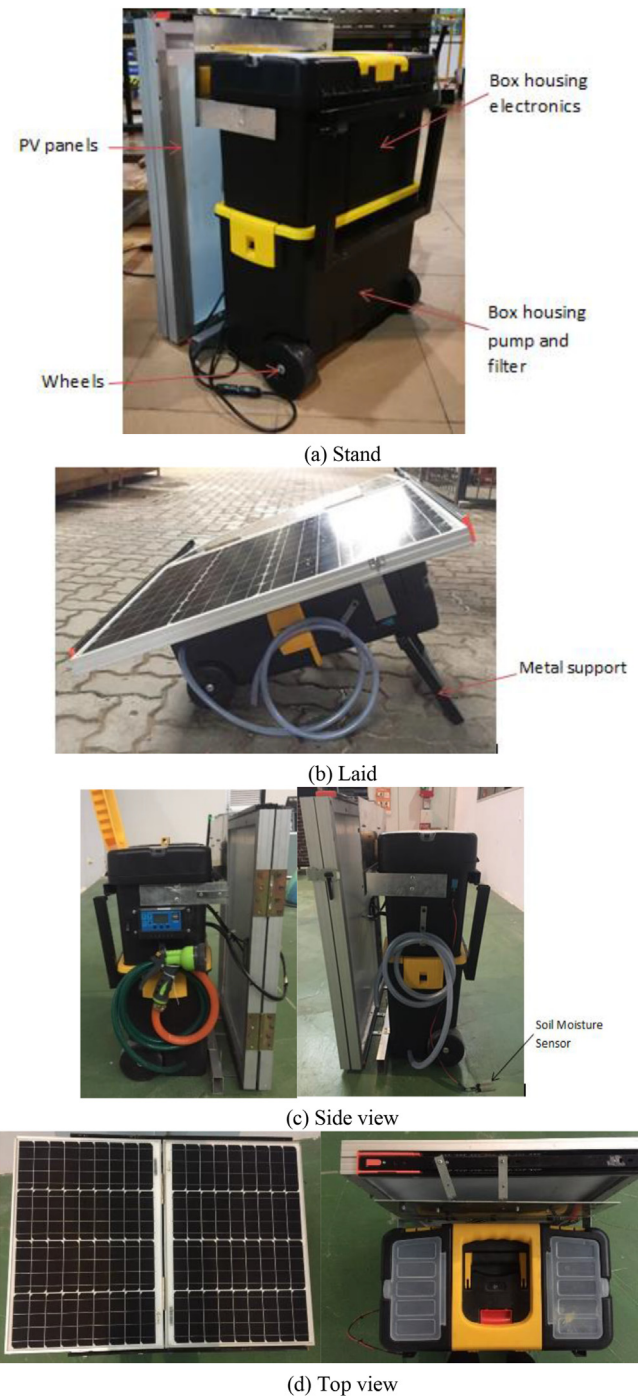 Box housing
electronics
PV panels
Box housing
pump and
filter
Wheels
(a) Stand
Metal support
(b) Laid
Soil Moisture
Sensor
(c) Side view
(d) Top view